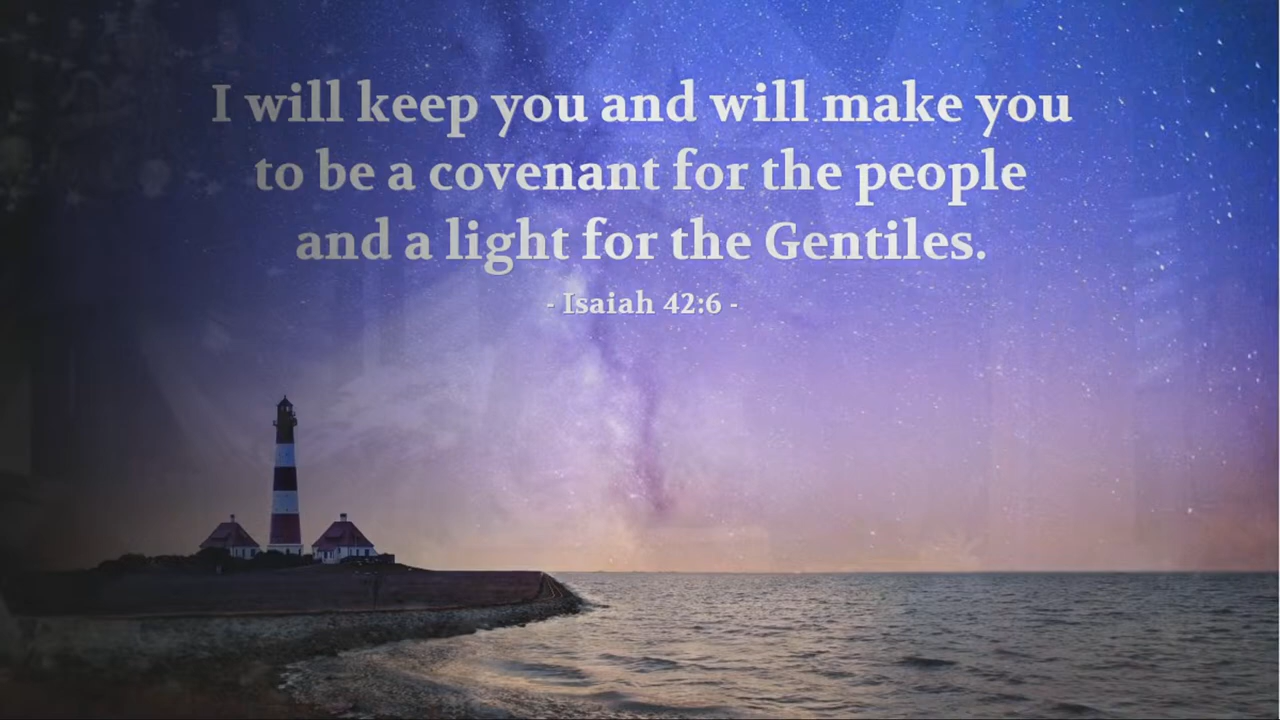 I will keep you and will make you
to be a covenant for the people
and a light for the Gentiles.
- Isaiah 42:6 -